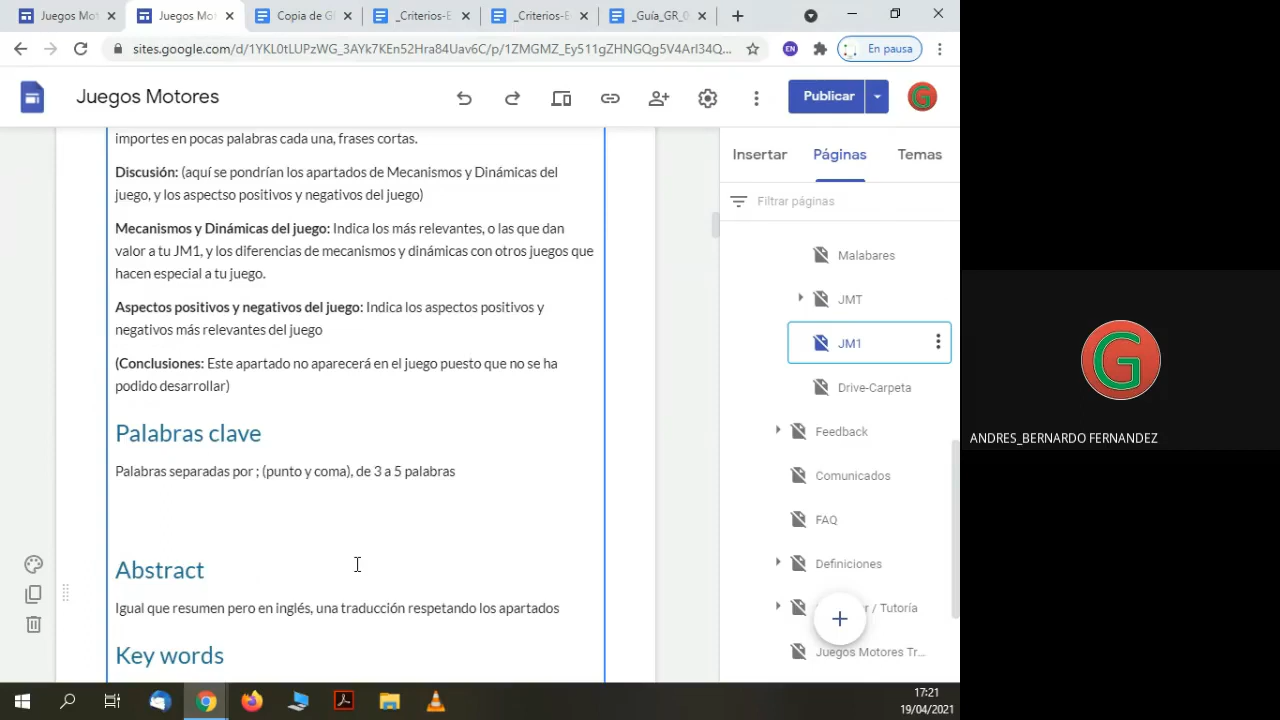 Juegos Mot
Juegos Mo
Copia de G
_Criterios-E
_Criterios-E
_Guía_GR_0
sites.google.com/d/1YKL0tLUPzWG_3AYk7KEn52Hra84Uav6C/p/1ZMGMZ_Ey511gZHNGQg5V4ArI34Q...
EN
En pausa
Juegos Motores
Publicar
G
Insertar
Páginas
Temas
Filtrar páginas
importes en pocas palabras cada una, frases cortas.
Discusión: (aquí se pondrían los apartados de Mecanismos y Dinámicas del
juego, y los aspectso positivos y negativos del juego)
Mecanismos y Dinámicas del juego: Indica los más relevantes, o las que dan
valor a tu JM1, y los diferencias de mecanismos y dinámicas con otros juegos que
hacen especial a tu juego.
Aspectos positivos y negativos del juego: Indica los aspectos positivos y
negativos más relevantes del juego
(Conclusiones: Este apartado no aparecerá en el juego puesto que no se ha
podido desarrollar)
Palabras clave
Palabras separadas por ; (punto y coma), de 3 a 5 palabras
Abstract
Igual que resumen pero en inglés, una traducción respetando los apartados
Key words
Malabares
JMT
JM1
Drive-Carpeta
Feedback
Comunicados
FAQ
Definiciones
r / Tutoría
Juegos Motores Tr...
G
ANDRES_BERNARDO FERNANDEZ
17:21
19/04/2021